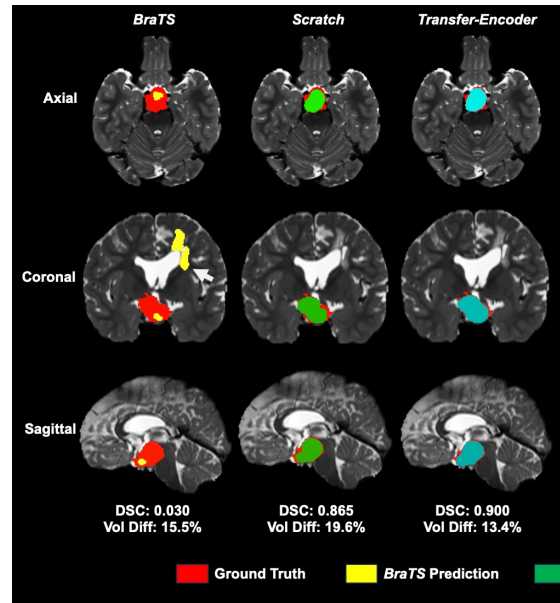 BraTS Scratch Transfer-Encoder
Axial
Coronal
Sagittal
DSC: 0.030 DSC: 0.865 DSC: 0.900
Vol Diff: 15.5% Vol Diff: 19.6% Vol Diff: 13.4%
Ground Truth BraTS Prediction